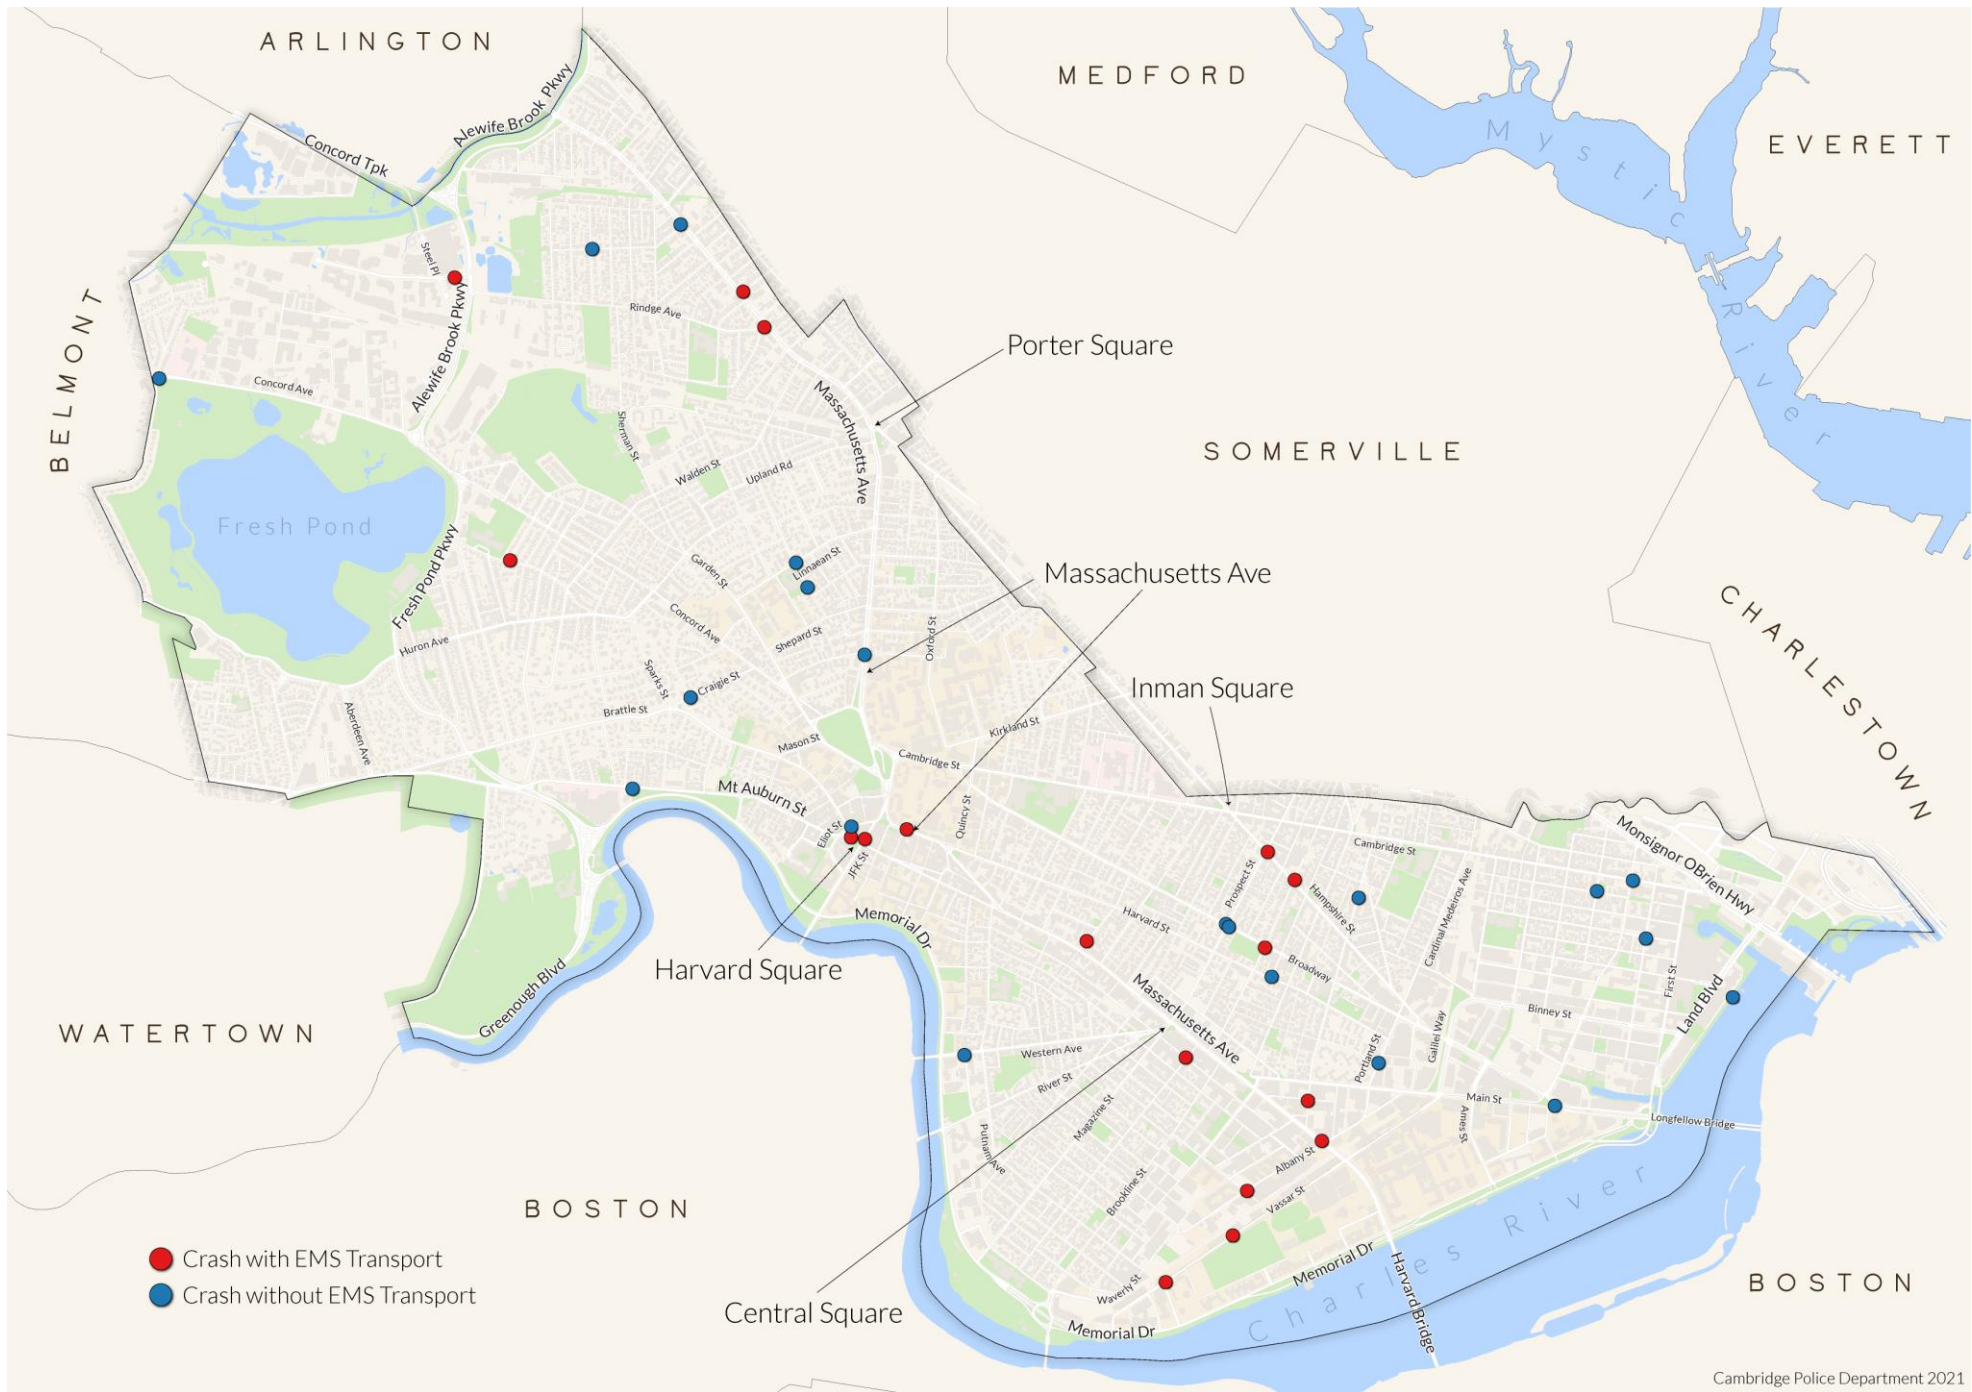 ARLINGTON
MEDFORD
EVERETT
Mystic River
Alewife Brook Pkwy
Concord Tpk
Steel Pl
Rindge Ave
BELMONT
Alewife Brook Pkwy
Concord Ave
Porter Square
Massachusetts Ave
Sherman St
Walden St
Upland Rd
SOMERVILLE
Fresh Pond
Fresh Pond Pkwy
Garden St
Linnaean St
Massachusetts Ave
CHARLESTOWN
Concord Ave
Shepard St
Oxford St
Huron Ave
Sparks St
Craigie St
Inman Square
Brattle St
Aberdeen Ave
Mason St
Kirkland St
Cambridge St
Mt Auburn St
Quincy St
Eliot St
JFK St
Monsignor OBrien Hwy
Cambridge St
Prospect St
Hampshire St
Cardinal Medeiros Ave
Harvard St
Memorial Dr
Harvard Square
Broadway
First St
Land Blvd
Massachusetts Ave
Greenough Blvd
WATERTOWN
Binney St
Galilei Way
Portland St
Western Ave
River St
Magazine St
Main St
Ames St
Longfellow Bridge
Putnam Ave
Albany St
Brookline St
Vassar St
BOSTON
Charles River
Memorial Dr
Harvard Bridge
Waverly St
Central Square
Memorial Dr
BOSTON
Crash with EMS Transport
Crash without EMS Transport
Cambridge Police Department 2021